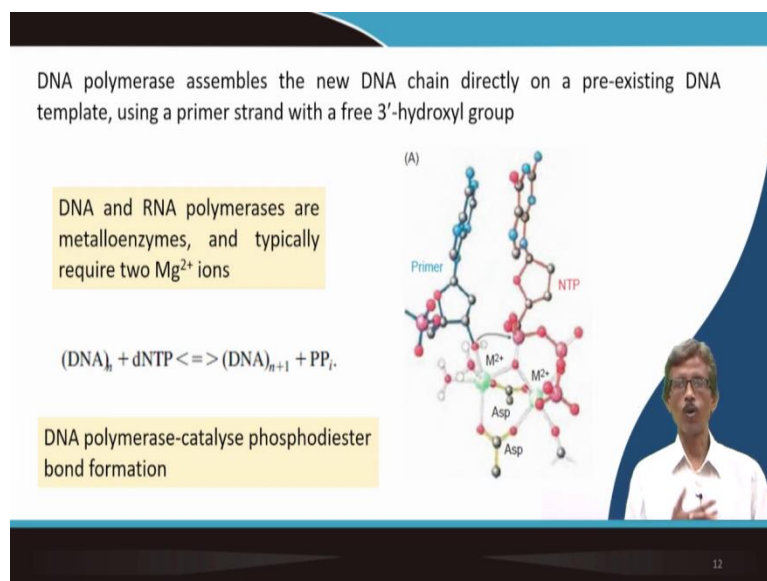 DNA polymerase assembles the new DNA chain directly on a pre-existing DNA
template, using a primer strand with a free 3′-hydroxyl group
(A)
DNA and RNA polymerases are
metalloenzymes, and typically
require two Mg²⁺ ions
Primer
NTP
(DNA)ₙ + dNTP <=> (DNA)ₙ₊₁ + PPᵢ.
M²⁺
M²⁺
Asp
Asp
DNA polymerase-catalyse phosphodiester
bond formation
12